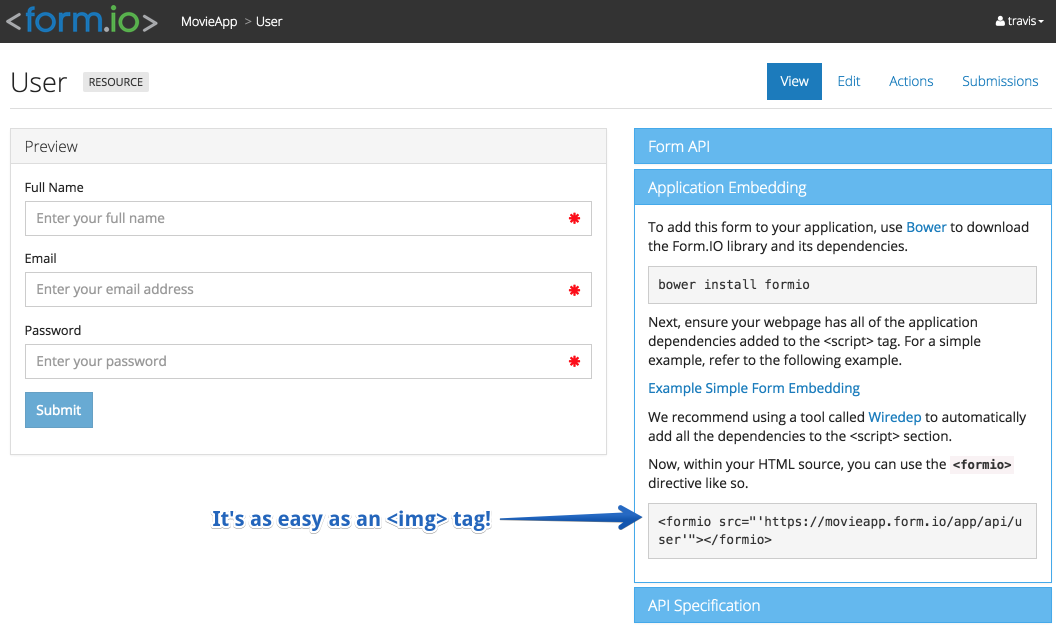 <form.io>
MovieApp > User
travis
User RESOURCE
View Edit Actions Submissions
Preview
Full Name
Enter your full name
Email
Enter your email address
Password
Enter your password
Submit
It's as easy as an <img> tag!
Form API
Application Embedding
To add this form to your application, use Bower to download
the Form.IO library and its dependencies.
bower install formio
Next, ensure your webpage has all of the application
dependencies added to the <script> tag. For a simple
example, refer to the following example.
Example Simple Form Embedding
We recommend using a tool called Wiredep to automatically
add all the dependencies to the <script> section.
Now, within your HTML source, you can use the <formio>
directive like so.
<formio src="'https://movieapp.form.io/app/api/u
ser'"></formio>
API Specification